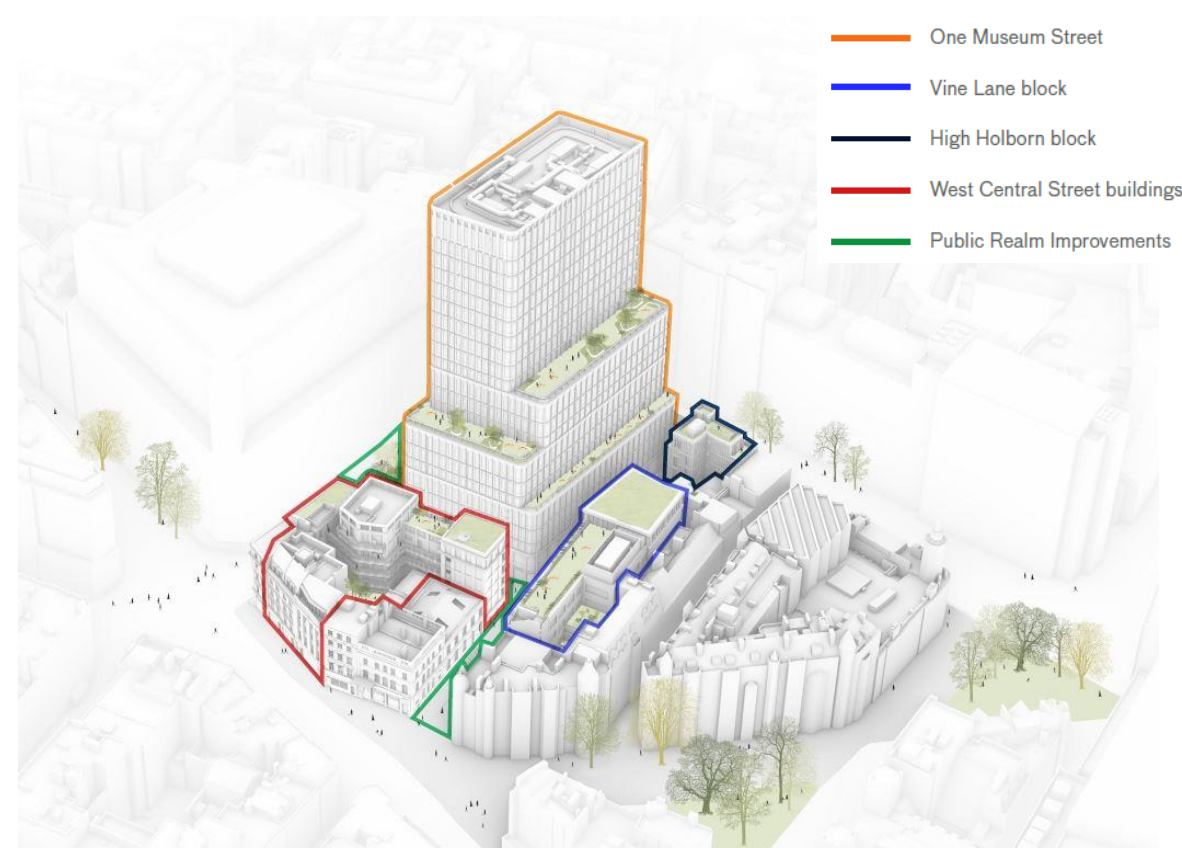 One Museum Street
Vine Lane block
High Holborn block
West Central Street buildings
Public Realm Improvements